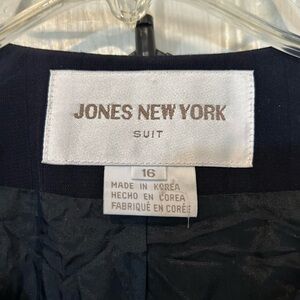 JONES NEW YORK
SUIT
16
MADE IN KOREA
HECHO EN COREA
FABRIQUÉ EN CORÉE